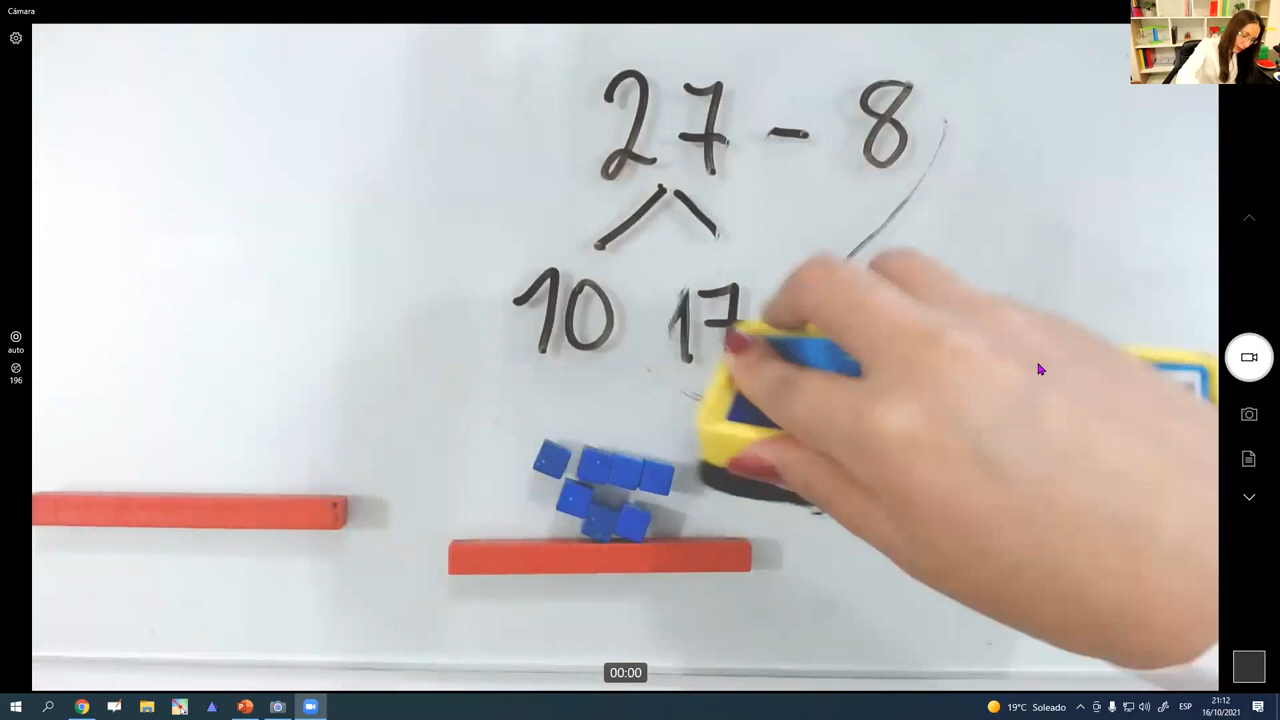 Cámara
27 - 8
10 17
auto
196
00:00
19°C Soleado
ESP
21:12
16/10/2021